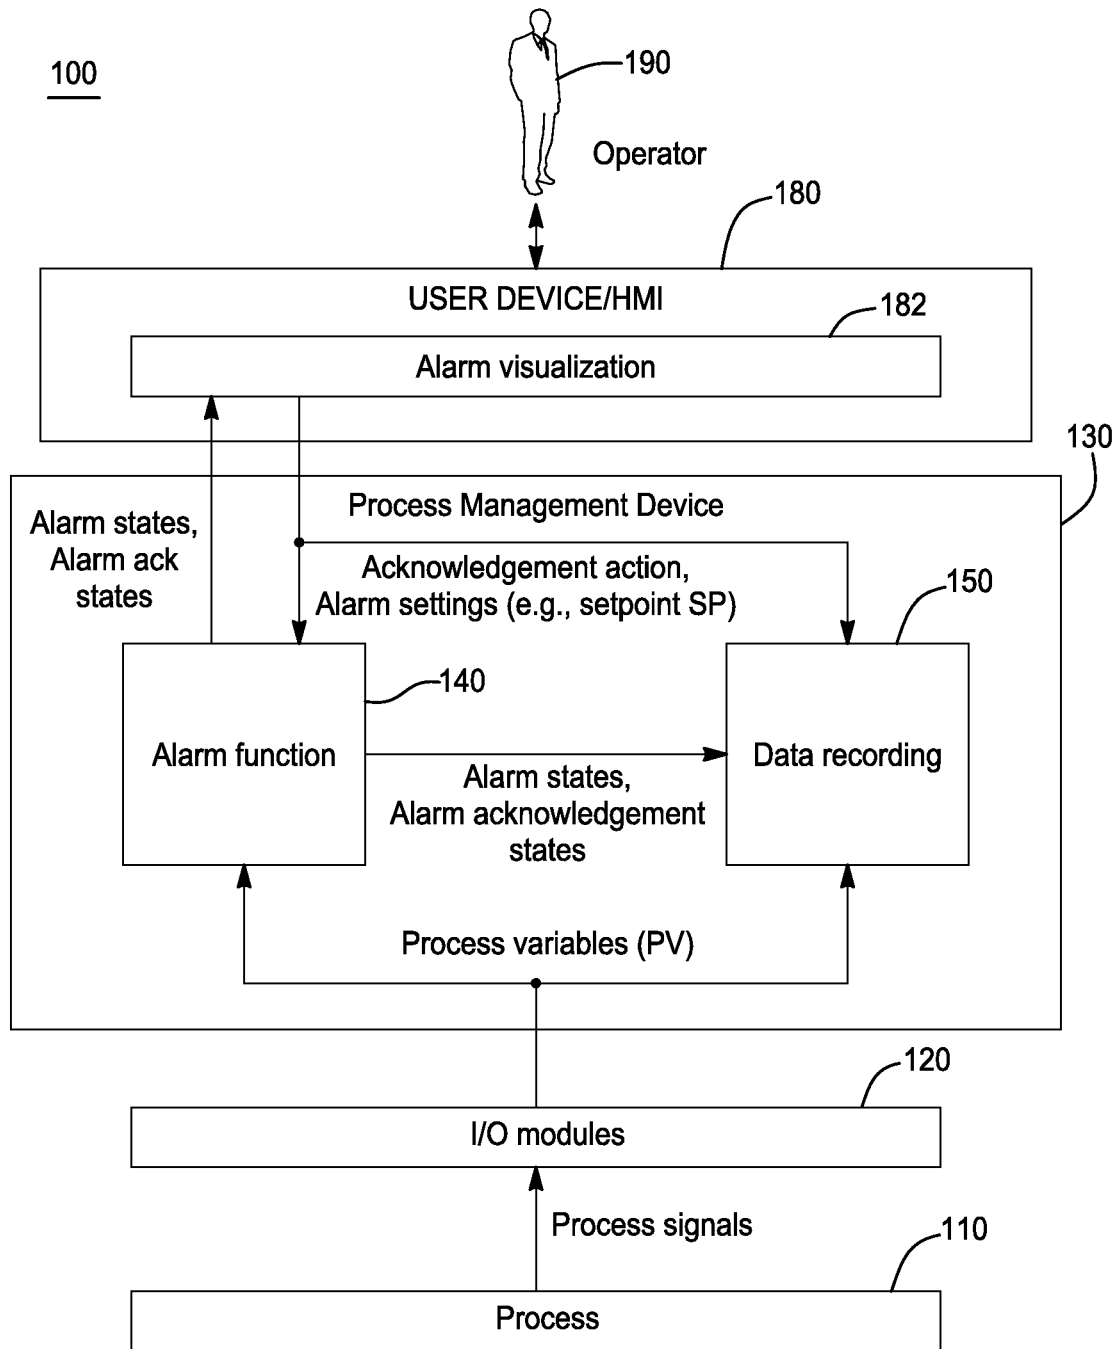 100
190
Operator
180
USER DEVICE/HMI
182
Alarm visualization
130
Process Management Device
Alarm states,
Alarm ack
states
Acknowledgement action,
Alarm settings (e.g., setpoint SP)
150
140
Alarm function
Data recording
Alarm states,
Alarm acknowledgement
states
Process variables (PV)
120
I/O modules
Process signals
110
Process